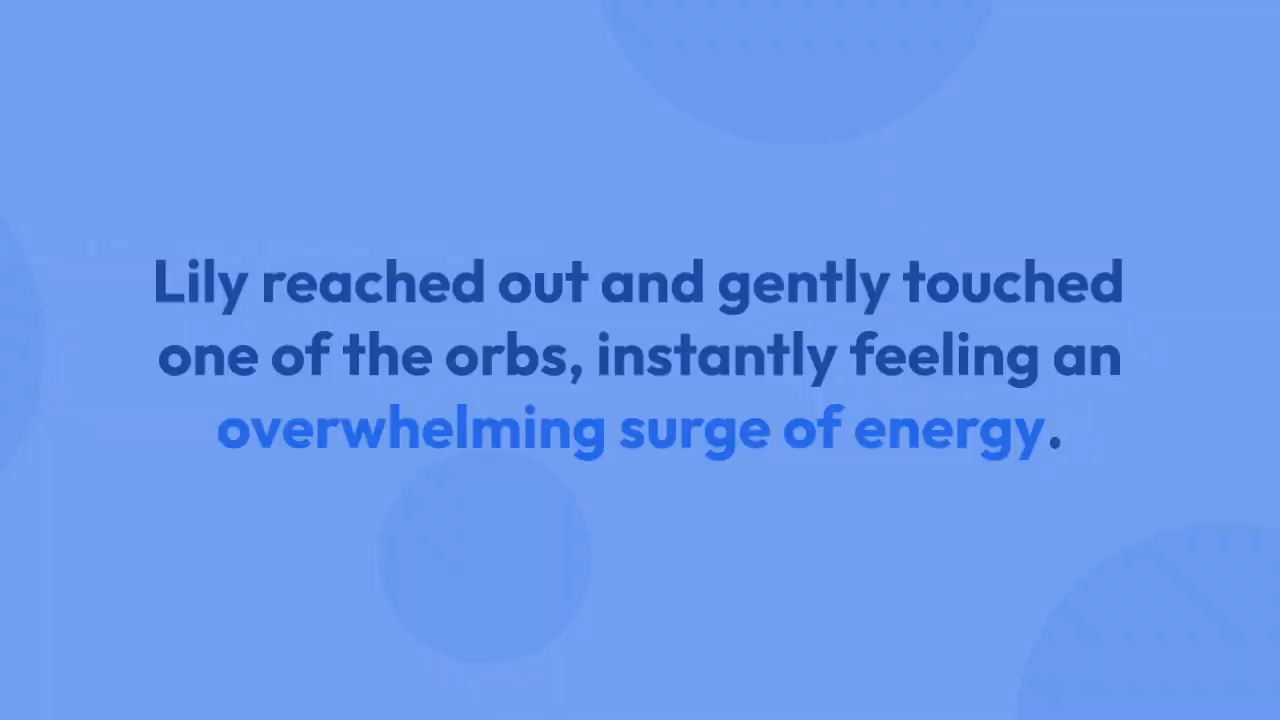 Lily reached out and gently touched
one of the orbs, instantly feeling an
overwhelming surge of energy.